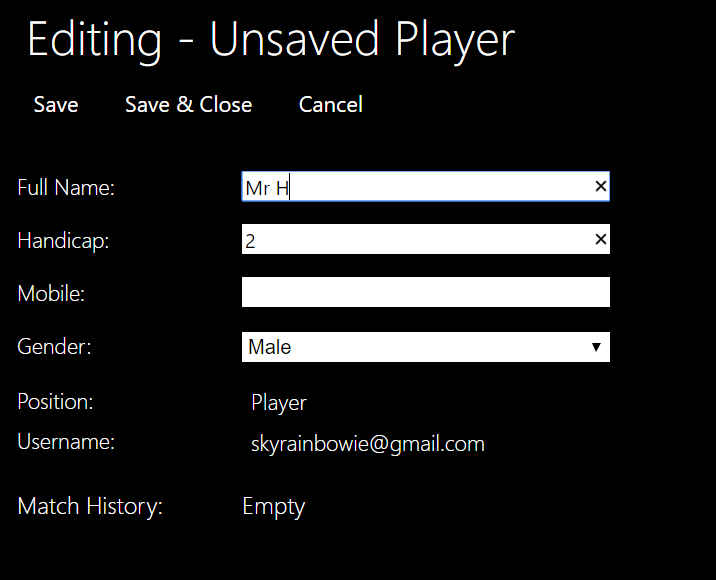 Editing - Unsaved Player
Save Save & Close Cancel
Full Name: Mr H
Handicap: 2
Mobile:
Gender: Male
Position: Player
Username: skyrainbowie@gmail.com
Match History: Empty